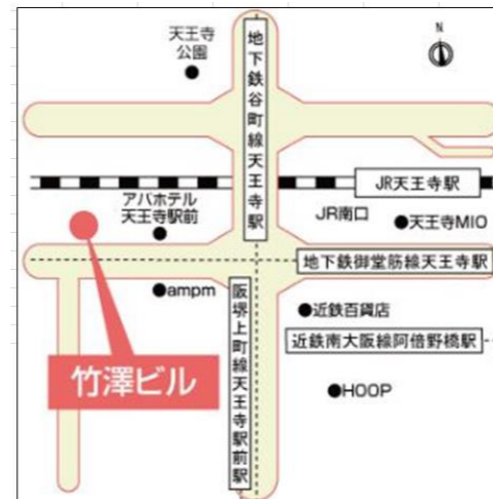 天王寺
公園
地下鉄谷町線天王寺駅
N
JR天王寺駅
アパホテル
天王寺駅前
JR南口
天王寺MIO
地下鉄御堂筋線天王寺駅
ampm
阪堺上町線天王寺駅前駅
近鉄百貨店
近鉄南大阪線阿倍野橋駅
竹澤ビル
HOOP